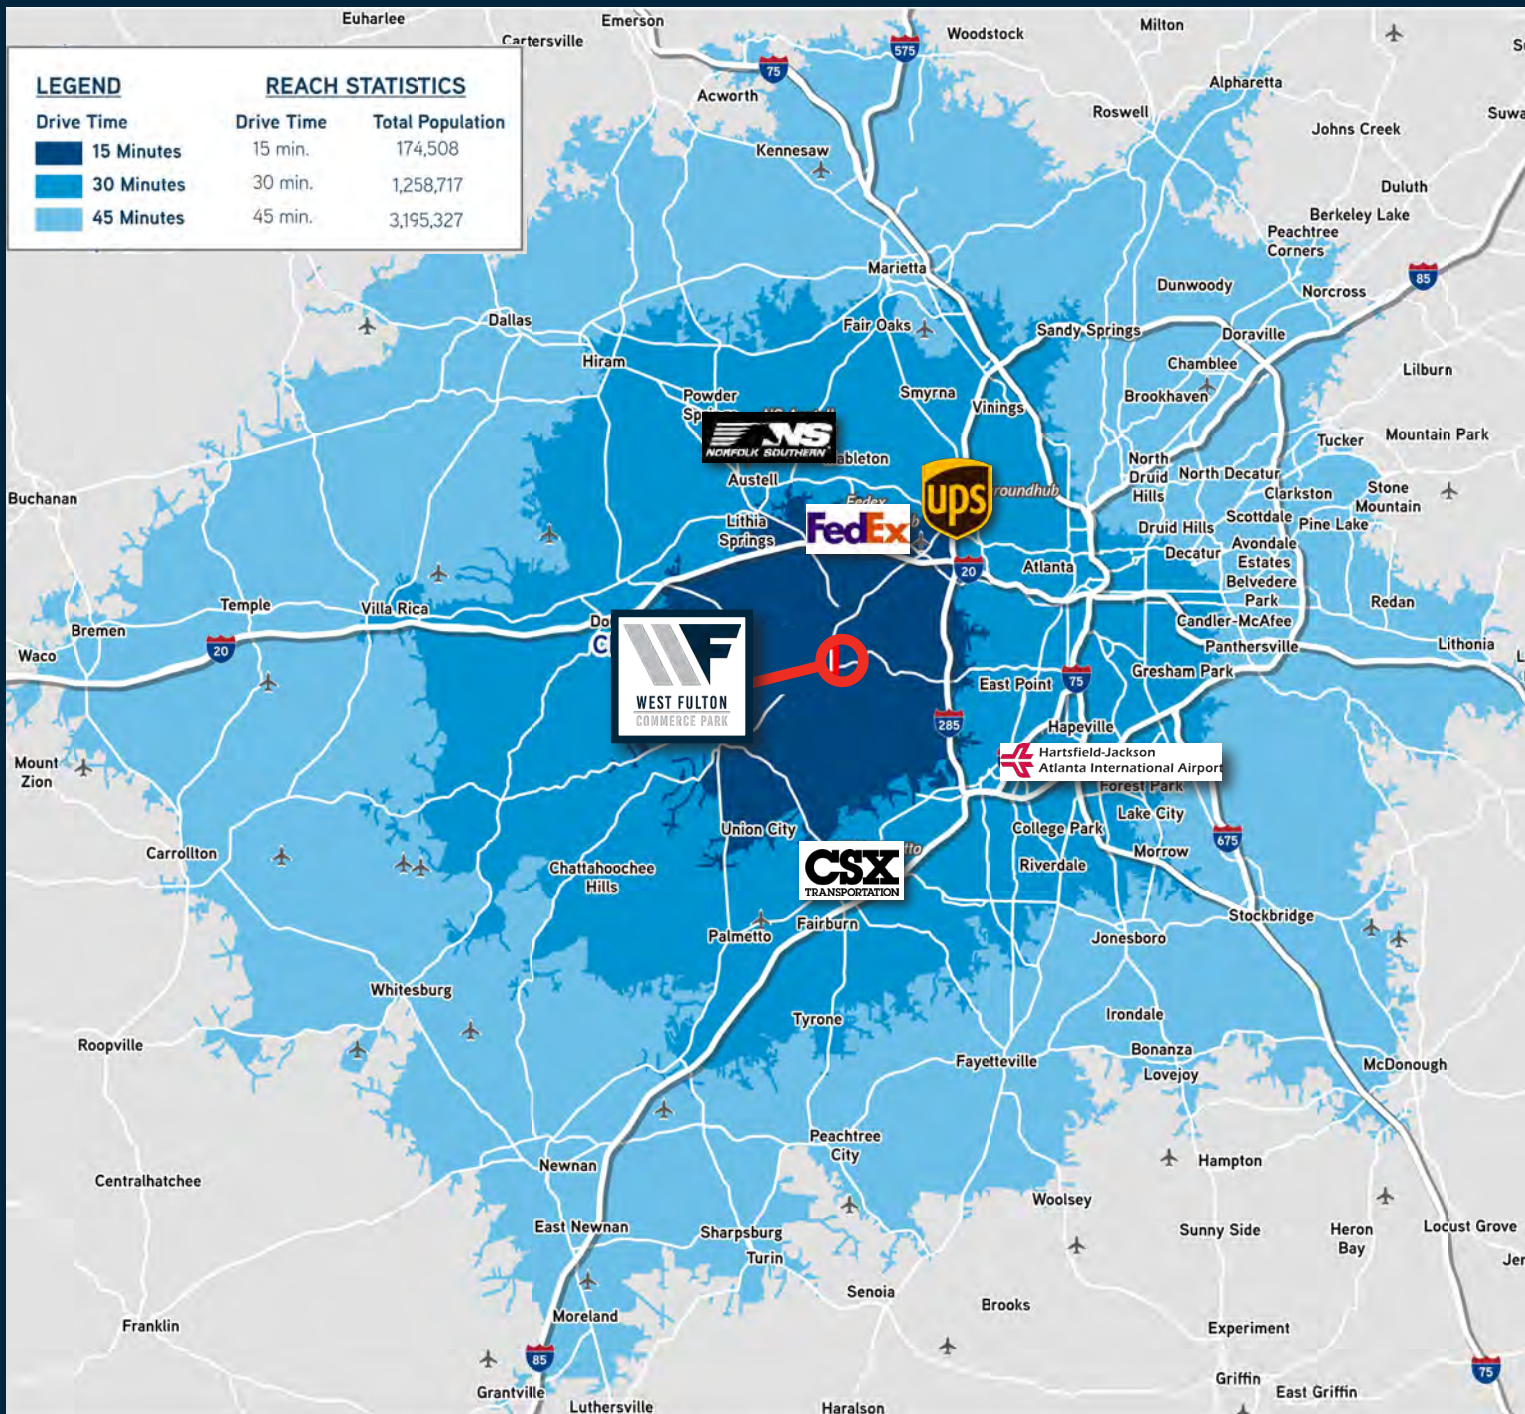 Euharlee
Emerson
Cartersville
Woodstock
Milton
575
75
Acworth
Alpharetta
Roswell
Johns Creek
Kennesaw
Duluth
Berkeley Lake
Peachtree
Corners
LEGEND
REACH STATISTICS
Drive Time
Drive Time
Total Population
15 Minutes
15 min.
174,508
30 Minutes
30 min.
1,258,717
45 Minutes
45 min.
3,195,327
Marietta
Dunwoody
Norcross
85
Dallas
Fair Oaks
Sandy Springs
Doraville
Hiram
Chamblee
Lilburn
Powder
Smyrna
Vinings
Brookhaven
NORFOLK SOUTHERN
NS
Tucker
Mountain Park
Austell
North
Druid
Hills
North Decatur
Clarkston
Stone
Mountain
Buchanan
Fedex
FedEx
ups
roundhub
Lithia
Springs
Druid Hills
Scottdale
Pine Lake
Decatur
Avondale
Estates
20
Atlanta
Belvedere
Park
Redan
Temple
Villa Rica
Bremen
Candler-McAfee
Waco
20
Panthersville
Lithonia
WF
WEST FULTON
COMMERCE PARK
East Point
75
Gresham Park
285
Hapeville
Hartsfield-Jackson
Atlanta International Airport
Mount
Zion
Forest Park
Lake City
Union City
College Park
675
Carrollton
Riverdale
Morrow
Chattahoochee
Hills
CSX
TRANSPORTATION
Stockbridge
Palmetto
Fairburn
Jonesboro
Whitesburg
Tyrone
Irondale
Roopville
Fayetteville
Bonanza
Lovejoy
McDonough
Peachtree
City
Newnan
Hampton
Centralhatchee
Woolsey
East Newnan
Sharpsburg
Turin
Sunny Side
Heron
Bay
Locust Grove
Senoia
Brooks
Moreland
Franklin
Experiment
85
75
Grantville
Griffin
East Griffin
Luthersville
Haralson